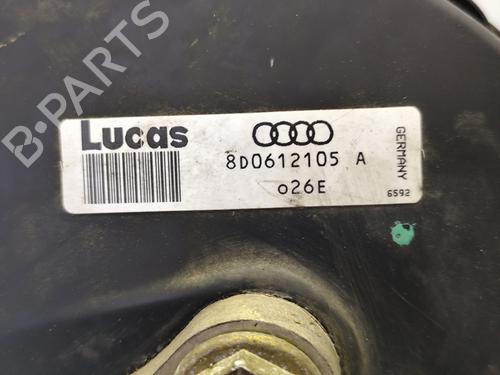 B-PARTS
Lucas
8D0612105 A
o26E
GERMANY
6592